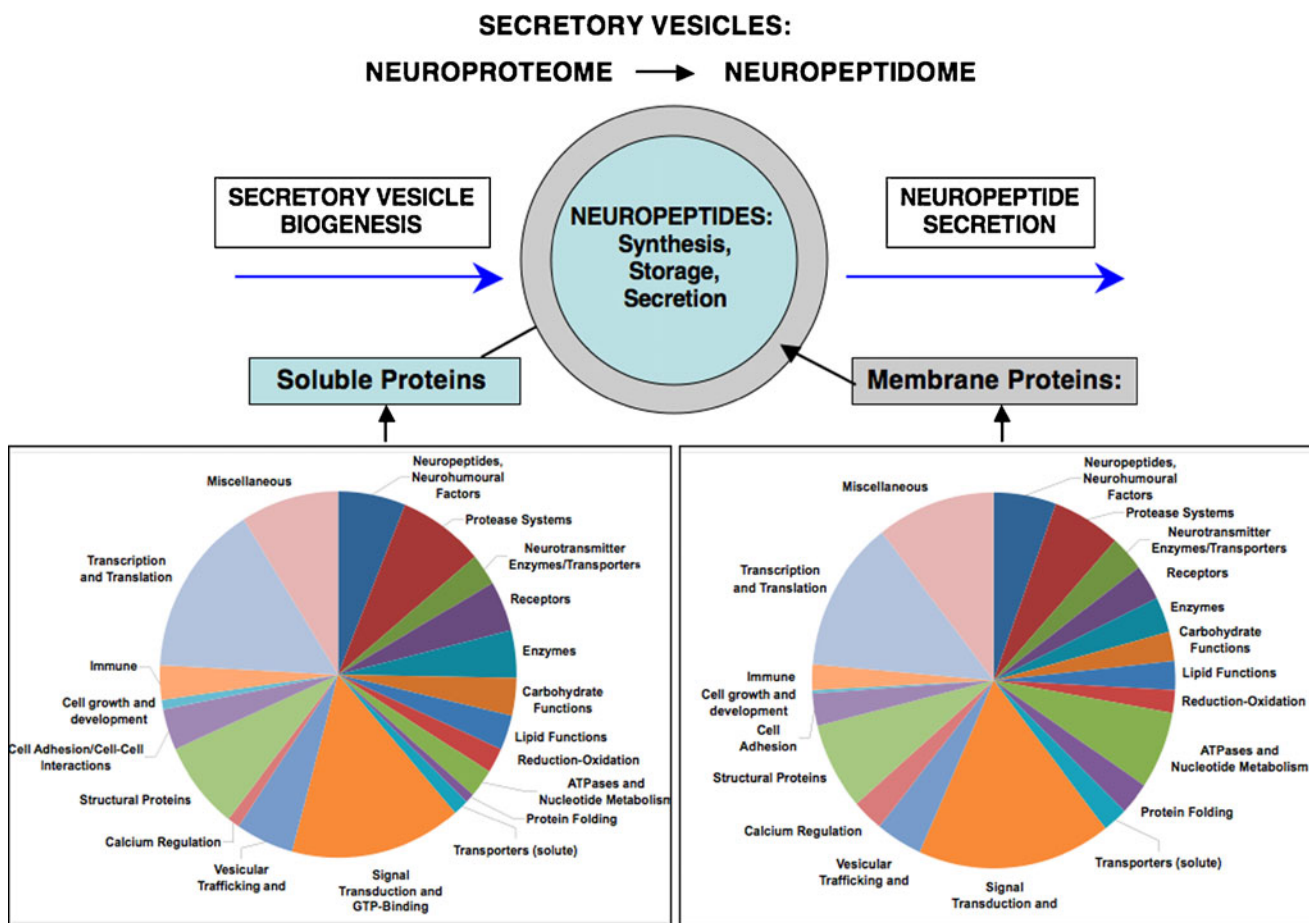 SECRETORY VESICLES:
NEUROPROTEOME
NEUROPEPTIDOME
SECRETORY VESICLE
BIOGENESIS
NEUROPEPTIDES:
Synthesis,
Storage,
Secretion
NEUROPEPTIDE
SECRETION
Soluble Proteins
Membrane Proteins:
Neuropeptides,
Neurohumoural
Factors
Protease Systems
Neurotransmitter
Enzymes/Transporters
Receptors
Enzymes
Carbohydrate
Functions
Lipid Functions
Reduction-Oxidation
ATPases and
Nucleotide Metabolism
Protein Folding
Transporters (solute)
Signal
Transduction and
GTP-Binding
Vesicular
Trafficking and
Calcium Regulation
Structural Proteins
Cell Adhesion/Cell-Cell
Interactions
Cell growth and
development
Immune
Transcription
and Translation
Miscellaneous
Neuropeptides,
Neurohumoural
Factors
Protease Systems
Neurotransmitter
Enzymes/Transporters
Receptors
Enzymes
Carbohydrate
Functions
Lipid Functions
Reduction-Oxidation
ATPases and
Nucleotide Metabolism
Protein Folding
Transporters (solute)
Signal
Transduction and
Vesicular
Trafficking and
Calcium Regulation
Structural Proteins
Cell
Adhesion
Cell growth and
development
Immune
Transcription
and Translation
Miscellaneous